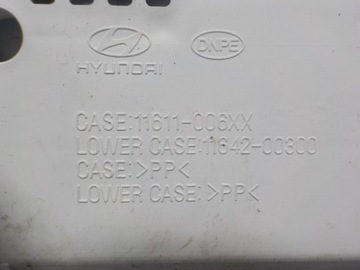 DNPE
HYUNDAI
CASE:11611-006XX
LOWER CASE:11642-00300
CASE:>PP<
LOWER CASE:>PP<